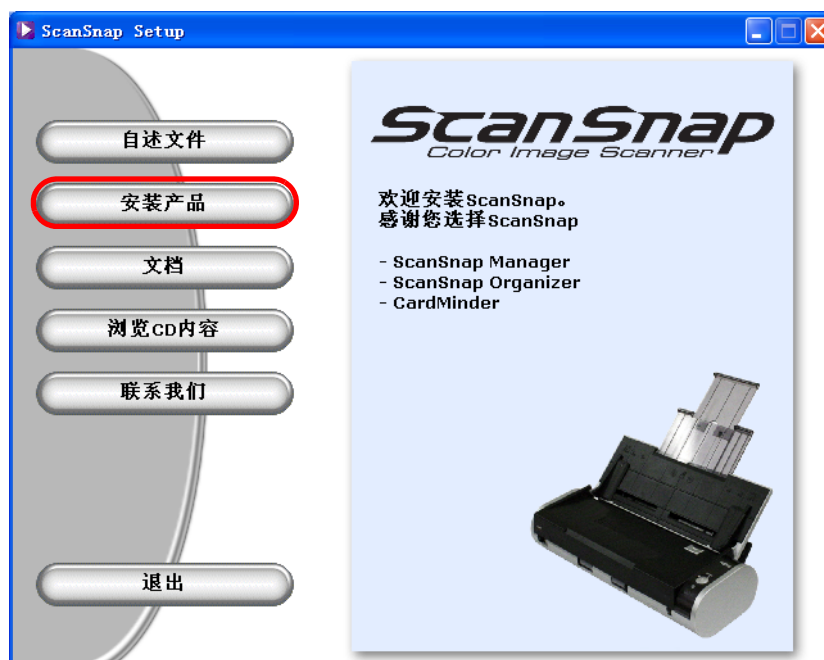 ScanSnap Setup
自述文件
安装产品
文档
浏览CD内容
联系我们
退出
ScanSnap
Color Image Scanner
欢迎安装ScanSnap。
感谢您选择ScanSnap
- ScanSnap Manager
- ScanSnap Organizer
- CardMinder